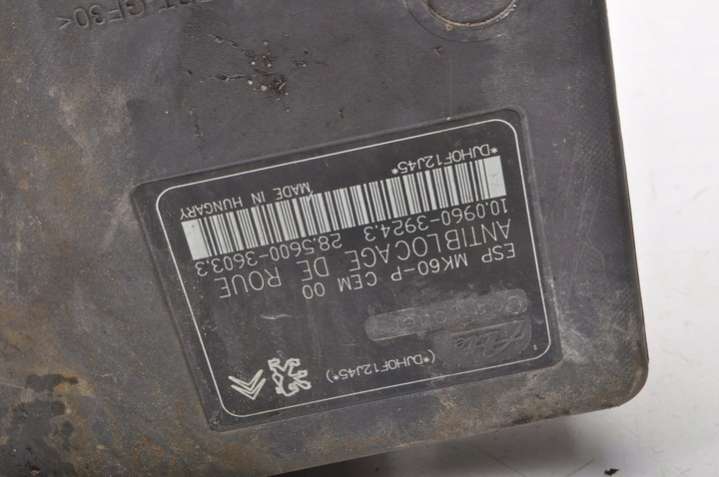 (*DJHOF12J45*)
ESP MK60-P CEM 00
ANTIBLOCAGE DE ROUE
10.0960-3924.3 28.5600-3603.3
*DJHOF12J45* MADE IN HUNGARY
GF30<